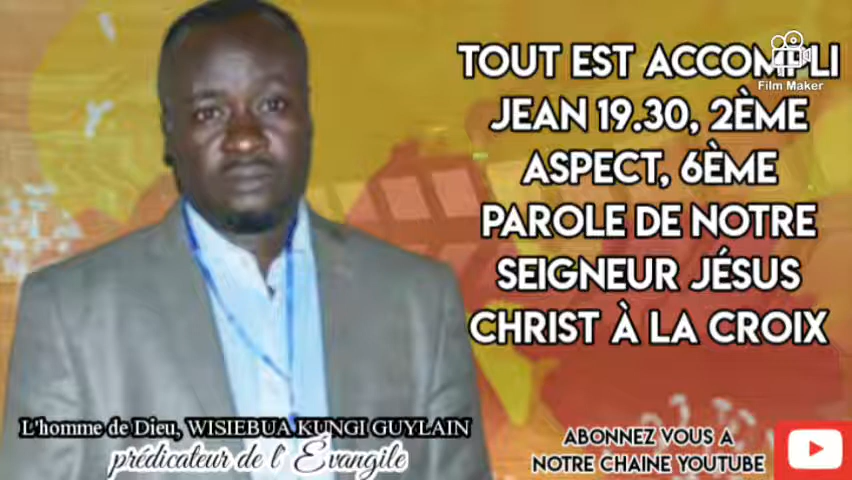 TOUT EST ACCOMPLI
Film Maker
JEAN 19.30, 2ÈME
ASPECT, 6ÈME
PAROLE DE NOTRE
SEIGNEUR JÉSUS
CHRIST À LA CROIX
L'homme de Dieu, WISIEBUA KUNGI GUYLAIN
prédicateur de l' Évangile
ABONNEZ VOUS A
NOTRE CHAINE YOUTUBE